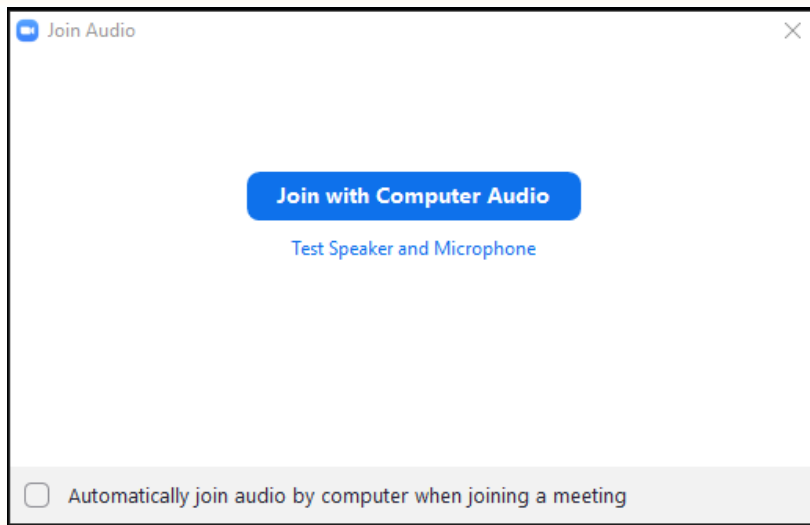 Join Audio
Join with Computer Audio
Test Speaker and Microphone
Automatically join audio by computer when joining a meeting